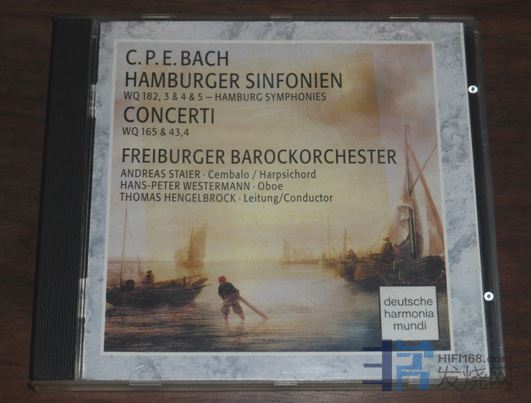 C.P.E. BACH
HAMBURGER SINFONIEN
WQ 182, 3 & 4 & 5 – HAMBURG SYMPHONIES
CONCERTI
WQ 165 & 43,4
FREIBURGER BAROCKORCHESTER
ANDREAS STAIER · Cembalo / Harpsichord
HANS-PETER WESTERMANN · Oboe
THOMAS HENGELBROCK · Leitung/Conductor
deutsche
harmonia
mundi
HIFI168.com
发烧网